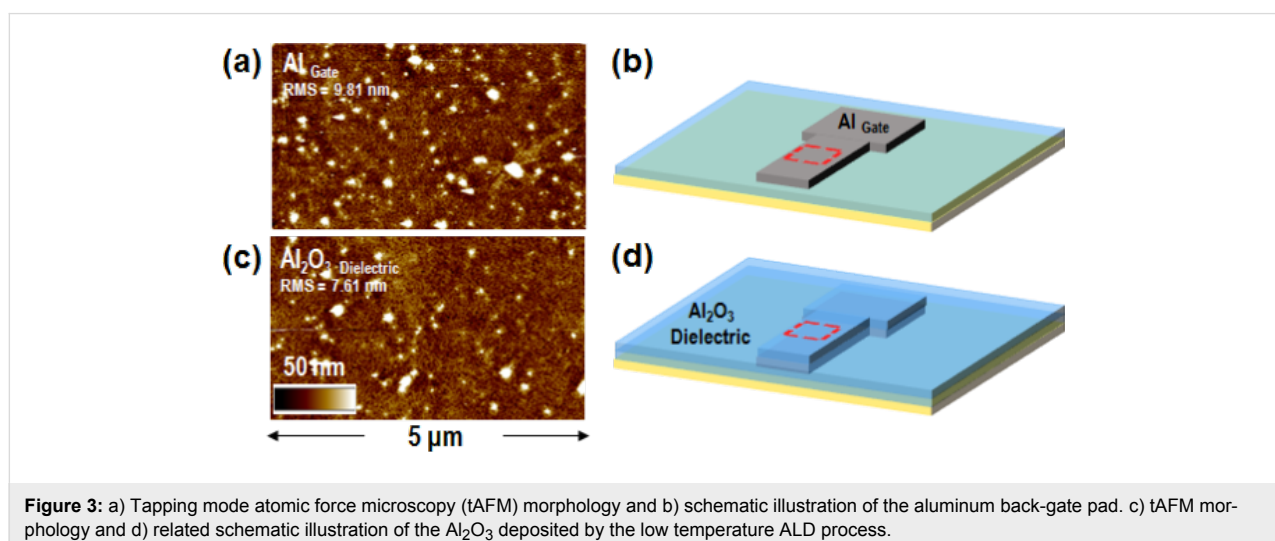 (a)
Al Gate
RMS = 9.81 nm
(b)
Al Gate
(c)
Al₂O₃ Dielectric
RMS = 7.61 nm
50 nm
5 µm
(d)
Al₂O₃
Dielectric
Figure 3: a) Tapping mode atomic force microscopy (tAFM) morphology and b) schematic illustration of the aluminum back-gate pad. c) tAFM mor-
phology and d) related schematic illustration of the Al₂O₃ deposited by the low temperature ALD process.